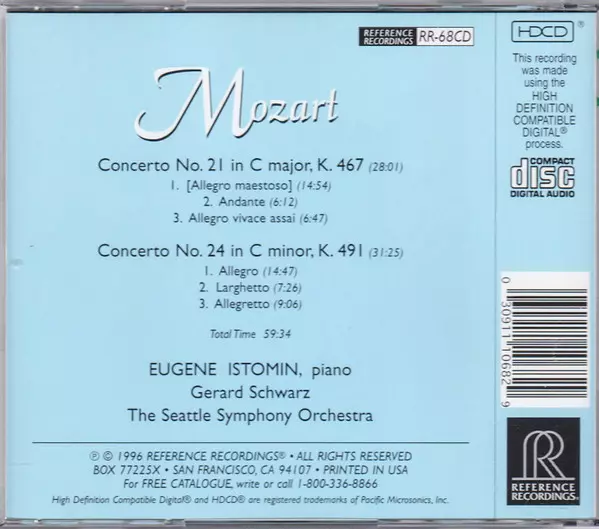 REFERENCE RECORDINGS RR-68CD
HDCD®
This recording
was made
using the
HIGH
DEFINITION
COMPATIBLE
DIGITAL®
process.
COMPACT
disc
DIGITAL AUDIO
Mozart
Concerto No. 21 in C major, K. 467 (28:01)
1. [Allegro maestoso] (14:54)
2. Andante (6:12)
3. Allegro vivace assai (6:47)
Concerto No. 24 in C minor, K. 491 (31:25)
1. Allegro (14:47)
2. Larghetto (7:26)
3. Allegretto (9:06)
Total Time 59:34
EUGENE ISTOMIN, piano
Gerard Schwarz
The Seattle Symphony Orchestra
℗ © 1996 REFERENCE RECORDINGS® • ALL RIGHTS RESERVED
BOX 77225X • SAN FRANCISCO, CA 94107 • PRINTED IN USA
For FREE CATALOGUE, write or call 1-800-336-8866
High Definition Compatible Digital® and HDCD® are registered trademarks of Pacific Microsonics, Inc.
0 30911 10682 9
R
REFERENCE
RECORDINGS®